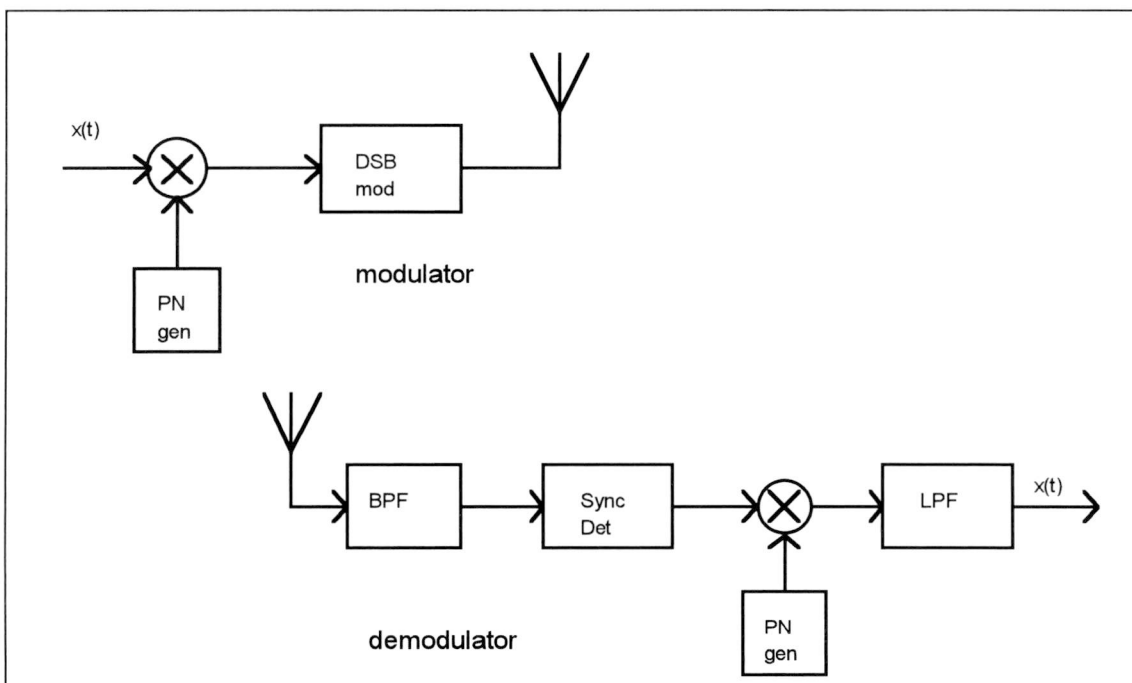 x(t)
DSB
mod
modulator
PN
gen
BPF
Sync
Det
LPF
x(t)
PN
gen
demodulator